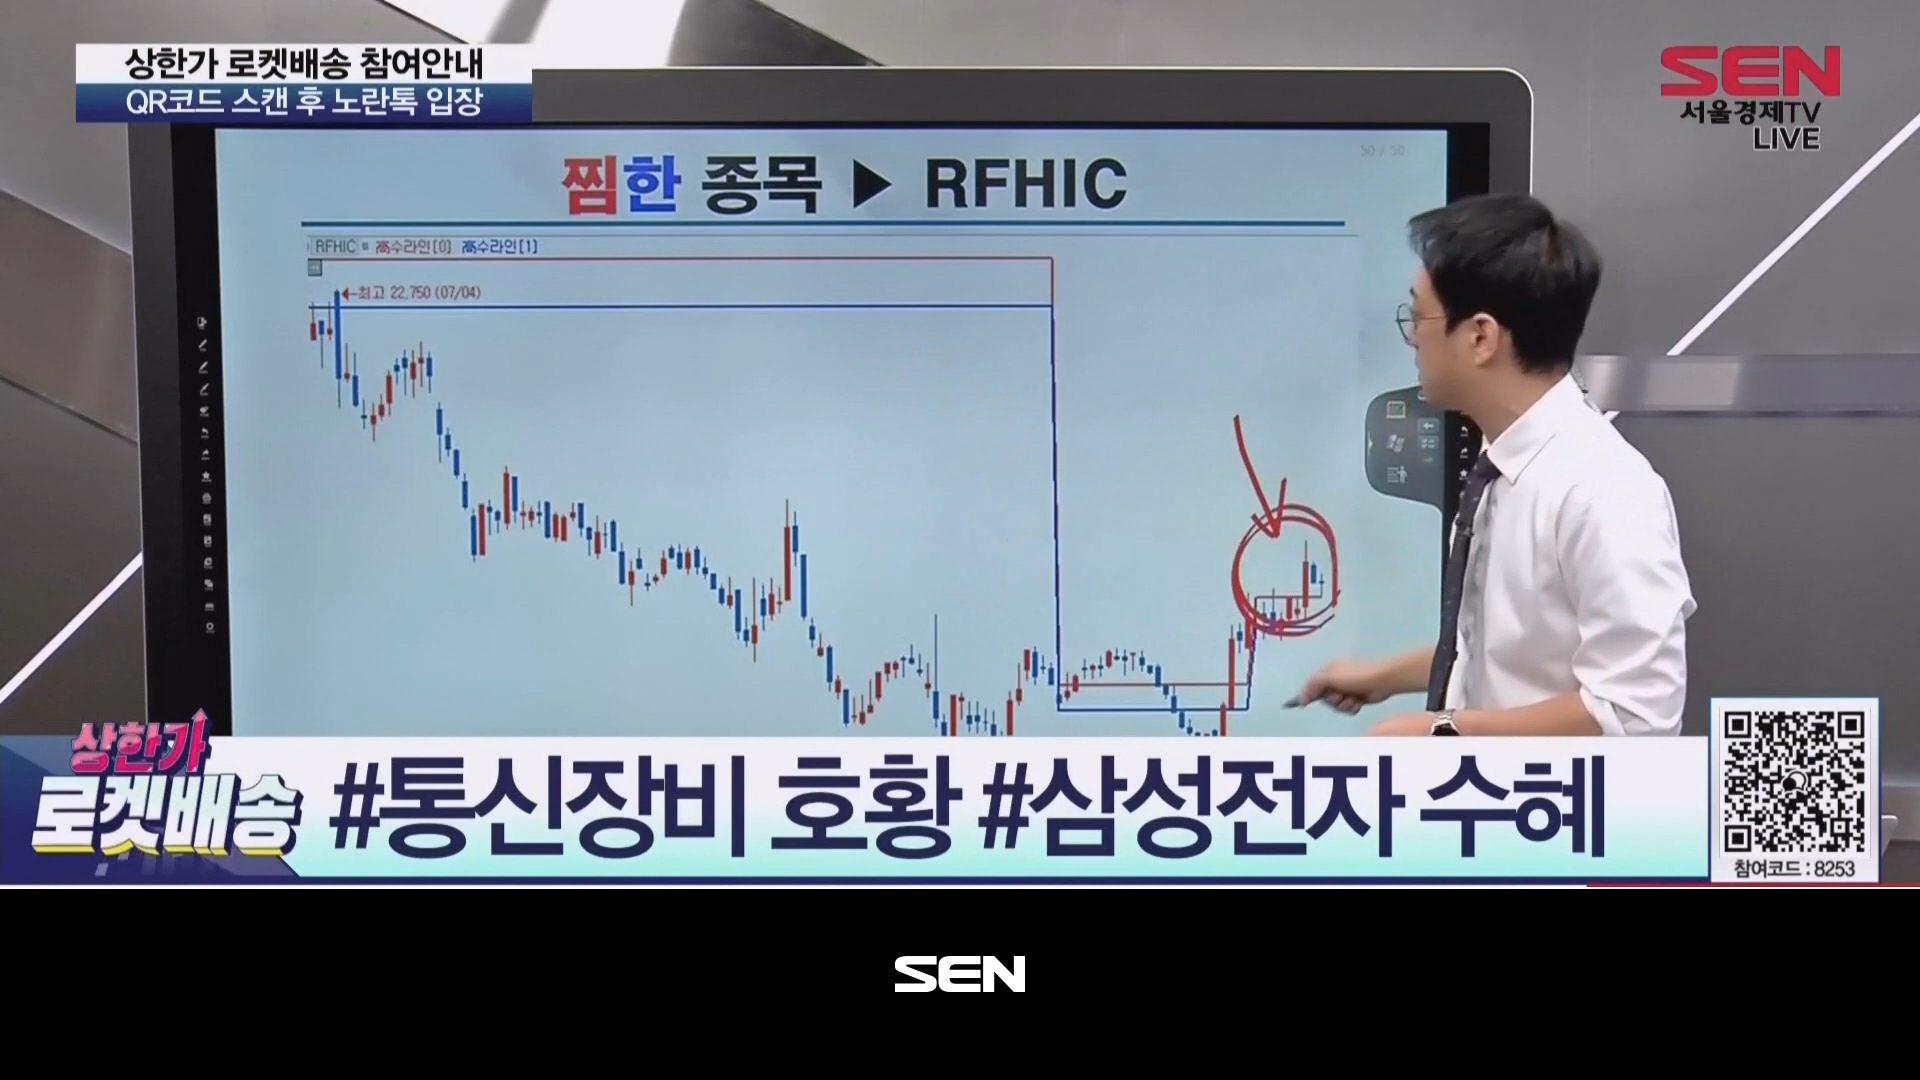 상한가 로켓배송 참여안내
QR코드 스캔 후 노란톡 입장
SEN
서울경제TV
LIVE
50 / 50
찜한 종목 ▶ RFHIC
RFHIC 高수라인[0] 高수라인[1]
최고 22,750 (07/04)
상한가
로켓배송
#통신장비 호황 #삼성전자 수혜
참여코드 : 8253
SEN